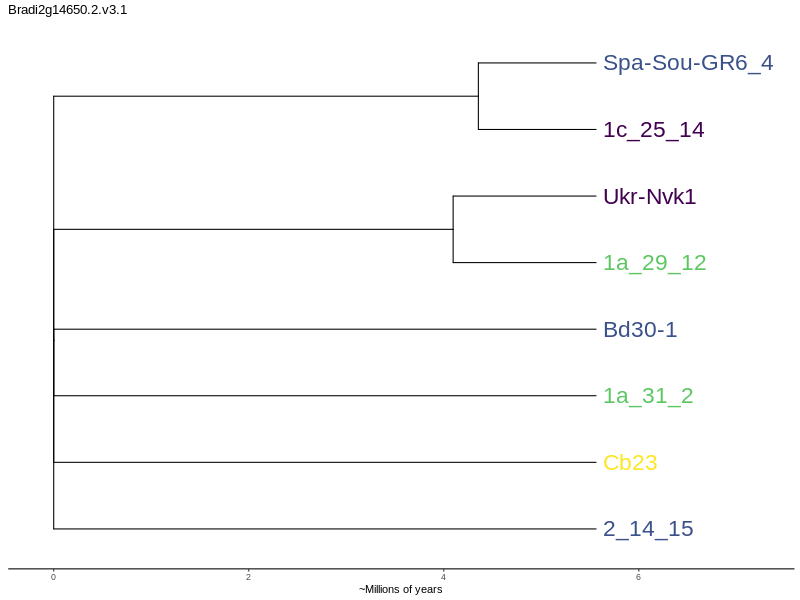 Bradi2g14650.2.v3.1
Spa-Sou-GR6_4
1c_25_14
Ukr-Nvk1
1a_29_12
Bd30-1
1a_31_2
Cb23
2_14_15
0 2 4 6
~Millions of years